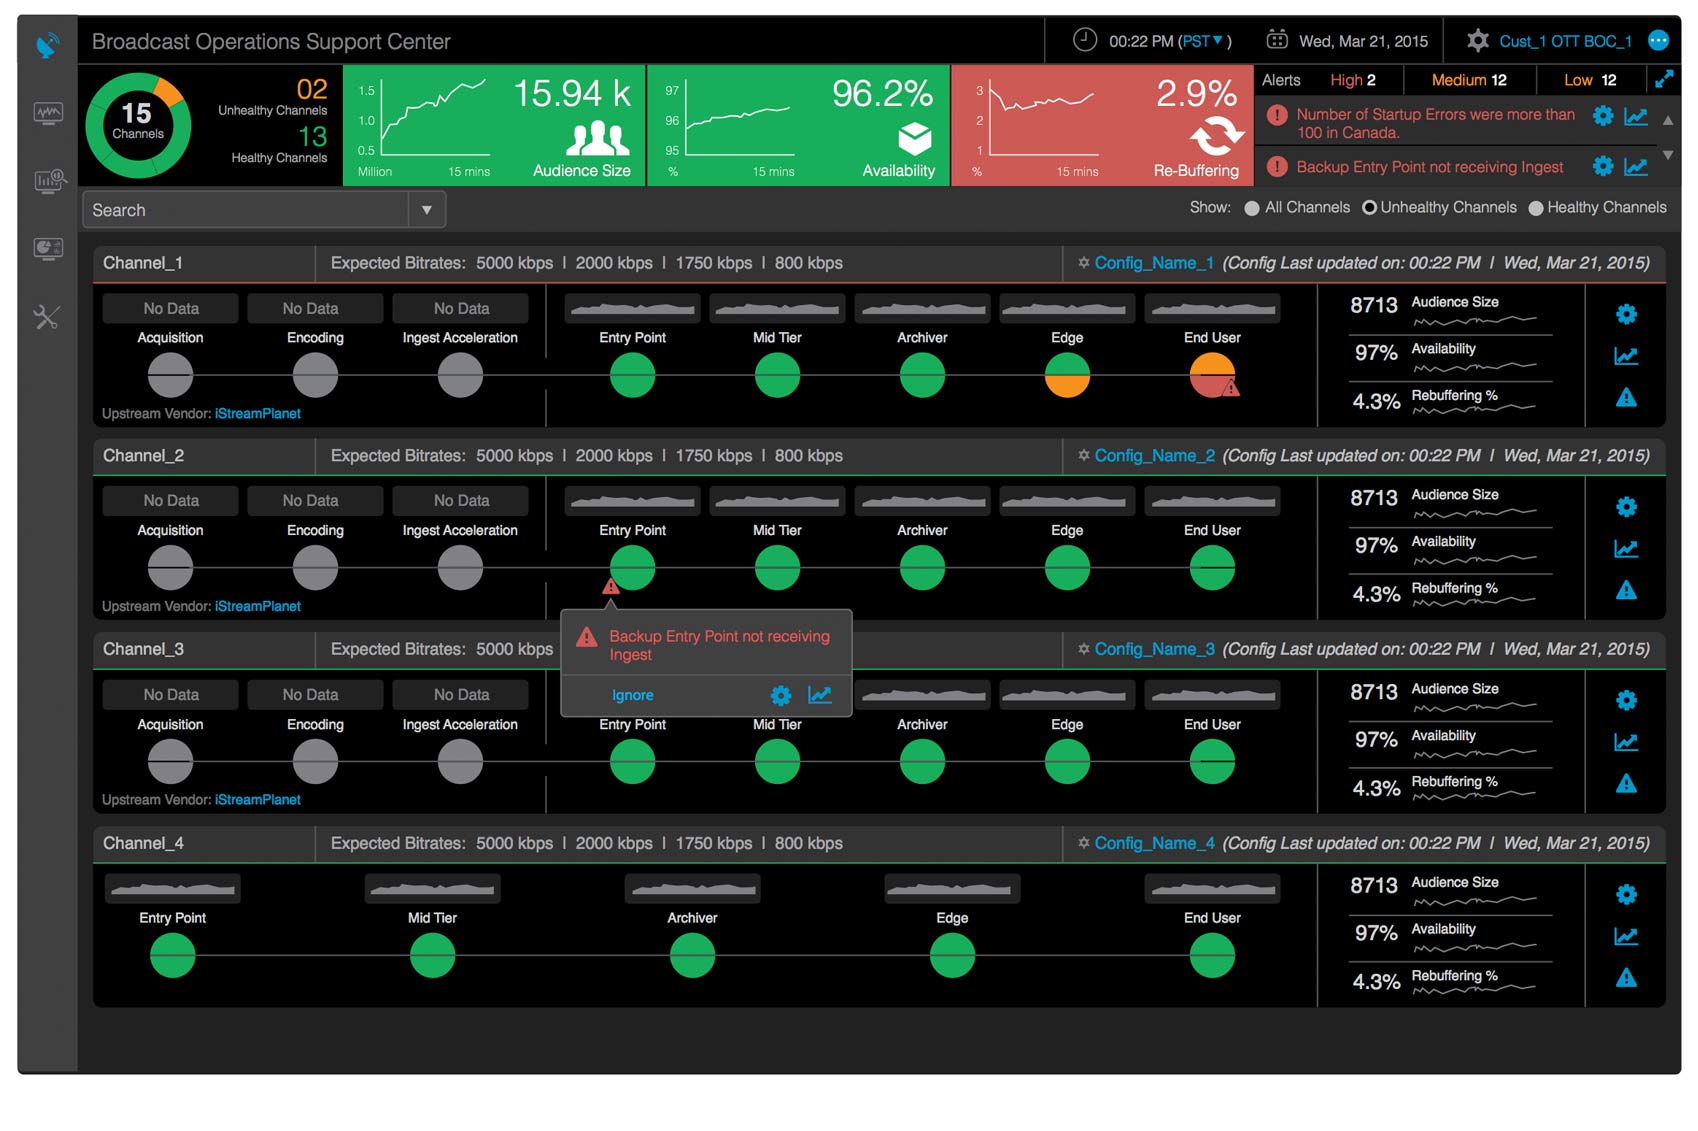 Broadcast Operations Support Center
00:22 PM (PST▼)
Wed, Mar 21, 2015
Cust_1 OTT BOC_1
15
Channels
02
Unhealthy Channels
13
Healthy Channels
1.5
1.0
0.5
Million
15 mins
15.94 k
Audience Size
97
96
95
%
15 mins
96.2%
Availability
3
2
1
%
15 mins
2.9%
Re-Buffering
Alerts
High 2
Medium 12
Low 12
Number of Startup Errors were more than
100 in Canada.
Backup Entry Point not receiving Ingest
Search
Show: All Channels Unhealthy Channels Healthy Channels
Channel_1
Expected Bitrates: 5000 kbps | 2000 kbps | 1750 kbps | 800 kbps
Config_Name_1 (Config Last updated on: 00:22 PM | Wed, Mar 21, 2015)
No Data No Data No Data
Acquisition Encoding Ingest Acceleration Entry Point Mid Tier Archiver Edge End User
Upstream Vendor: iStreamPlanet
8713 Audience Size
97% Availability
4.3% Rebuffering %
Channel_2
Expected Bitrates: 5000 kbps | 2000 kbps | 1750 kbps | 800 kbps
Config_Name_2 (Config Last updated on: 00:22 PM | Wed, Mar 21, 2015)
No Data No Data No Data
Acquisition Encoding Ingest Acceleration Entry Point Mid Tier Archiver Edge End User
Upstream Vendor: iStreamPlanet
8713 Audience Size
97% Availability
4.3% Rebuffering %
Backup Entry Point not receiving
Ingest
Ignore
Channel_3
Expected Bitrates: 5000 kbps
Config_Name_3 (Config Last updated on: 00:22 PM | Wed, Mar 21, 2015)
No Data No Data No Data
Acquisition Encoding Ingest Acceleration Entry Point Mid Tier Archiver Edge End User
Upstream Vendor: iStreamPlanet
8713 Audience Size
97% Availability
4.3% Rebuffering %
Channel_4
Expected Bitrates: 5000 kbps | 2000 kbps | 1750 kbps | 800 kbps
Config_Name_4 (Config Last updated on: 00:22 PM | Wed, Mar 21, 2015)
Entry Point Mid Tier Archiver Edge End User
8713 Audience Size
97% Availability
4.3% Rebuffering %